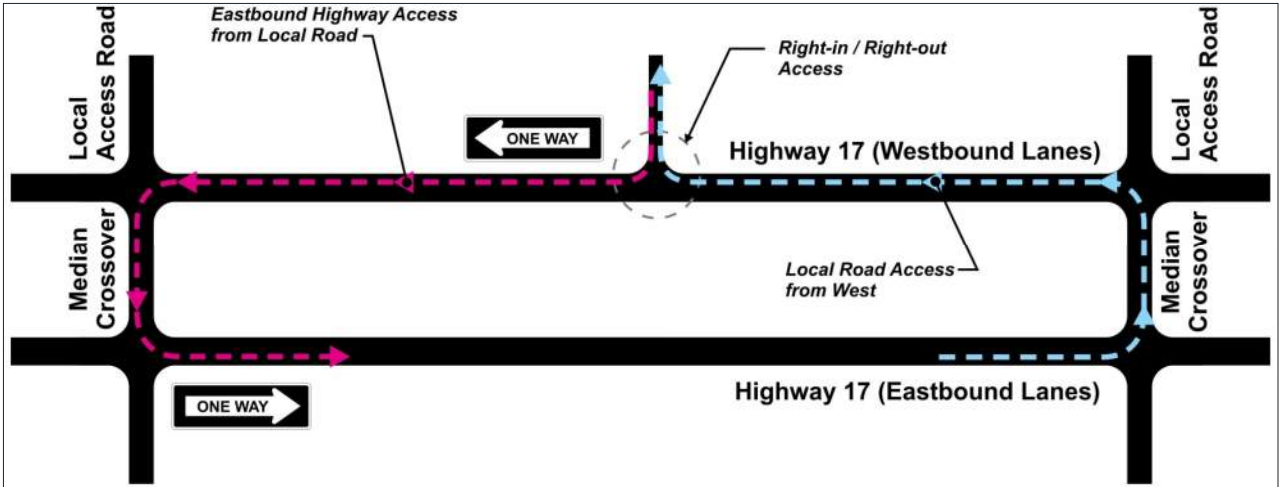 Eastbound Highway Access
from Local Road
Local
Access Road
Right-in / Right-out
Access
Local
Access Road
ONE WAY
Highway 17 (Westbound Lanes)
Median
Crossover
Local Road Access
from West
Median
Crossover
ONE WAY
Highway 17 (Eastbound Lanes)